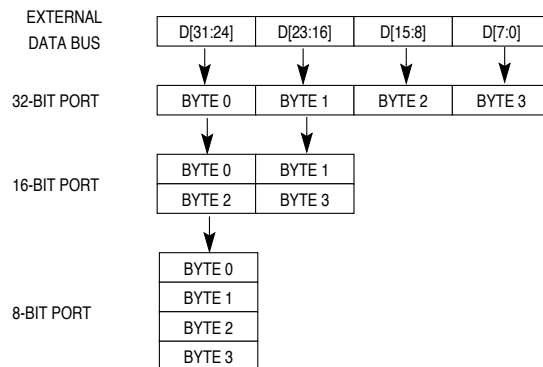 EXTERNAL
DATA BUS
D[31:24] D[23:16] D[15:8] D[7:0]
32-BIT PORT BYTE 0 BYTE 1 BYTE 2 BYTE 3
16-BIT PORT
BYTE 0 BYTE 1
BYTE 2 BYTE 3
8-BIT PORT
BYTE 0
BYTE 1
BYTE 2
BYTE 3